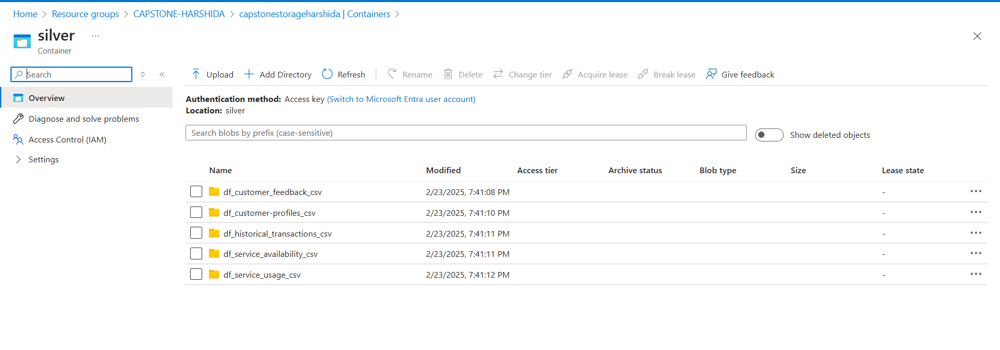 Home > Resource groups > CAPSTONE-HARSHIDA > capstonestorageharshida | Containers >
silver ...
Container
Search
Overview
Diagnose and solve problems
Access Control (IAM)
Settings
Upload Add Directory Refresh Rename Delete Change tier Acquire lease Break lease Give feedback
Authentication method: Access key (Switch to Microsoft Entra user account)
Location: silver
Search blobs by prefix (case-sensitive)
Show deleted objects
Name Modified Access tier Archive status Blob type Size Lease state
df_customer_feedback_csv 2/23/2025, 7:41:08 PM -
df_customer-profiles_csv 2/23/2025, 7:41:10 PM -
df_historical_transactions_csv 2/23/2025, 7:41:11 PM -
df_service_availability_csv 2/23/2025, 7:41:11 PM -
df_service_usage_csv 2/23/2025, 7:41:12 PM -